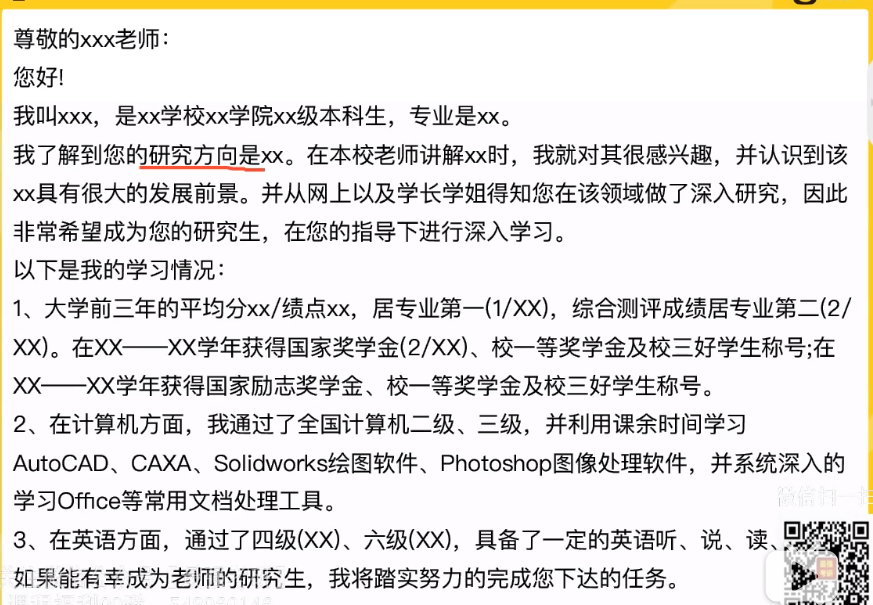 尊敬的xxx老师：
您好!
我叫xxx，是xx学校xx学院xx级本科生，专业是xx。
我了解到您的研究方向是xx。在本校老师讲解xx时，我就对其很感兴趣，并认识到该
xx具有很大的发展前景。并从网上以及学长学姐得知您在该领域做了深入研究，因此
非常希望成为您的研究生，在您的指导下进行深入学习。
以下是我的学习情况：
1、大学前三年的平均分xx/绩点xx，居专业第一(1/XX)，综合测评成绩居专业第二(2/
XX)。在XX——XX学年获得国家奖学金(2/XX)、校一等奖学金及校三好学生称号;在
XX——XX学年获得国家励志奖学金、校一等奖学金及校三好学生称号。
2、在计算机方面，我通过了全国计算机二级、三级，并利用课余时间学习
AutoCAD、CAXA、Solidworks绘图软件、Photoshop图像处理软件，并系统深入的
学习Office等常用文档处理工具。
微信扫一扫
3、在英语方面，通过了四级(XX)、六级(XX)，具备了一定的英语听、说、读、
如果能有幸成为老师的研究生，我将踏实努力的完成您下达的任务。